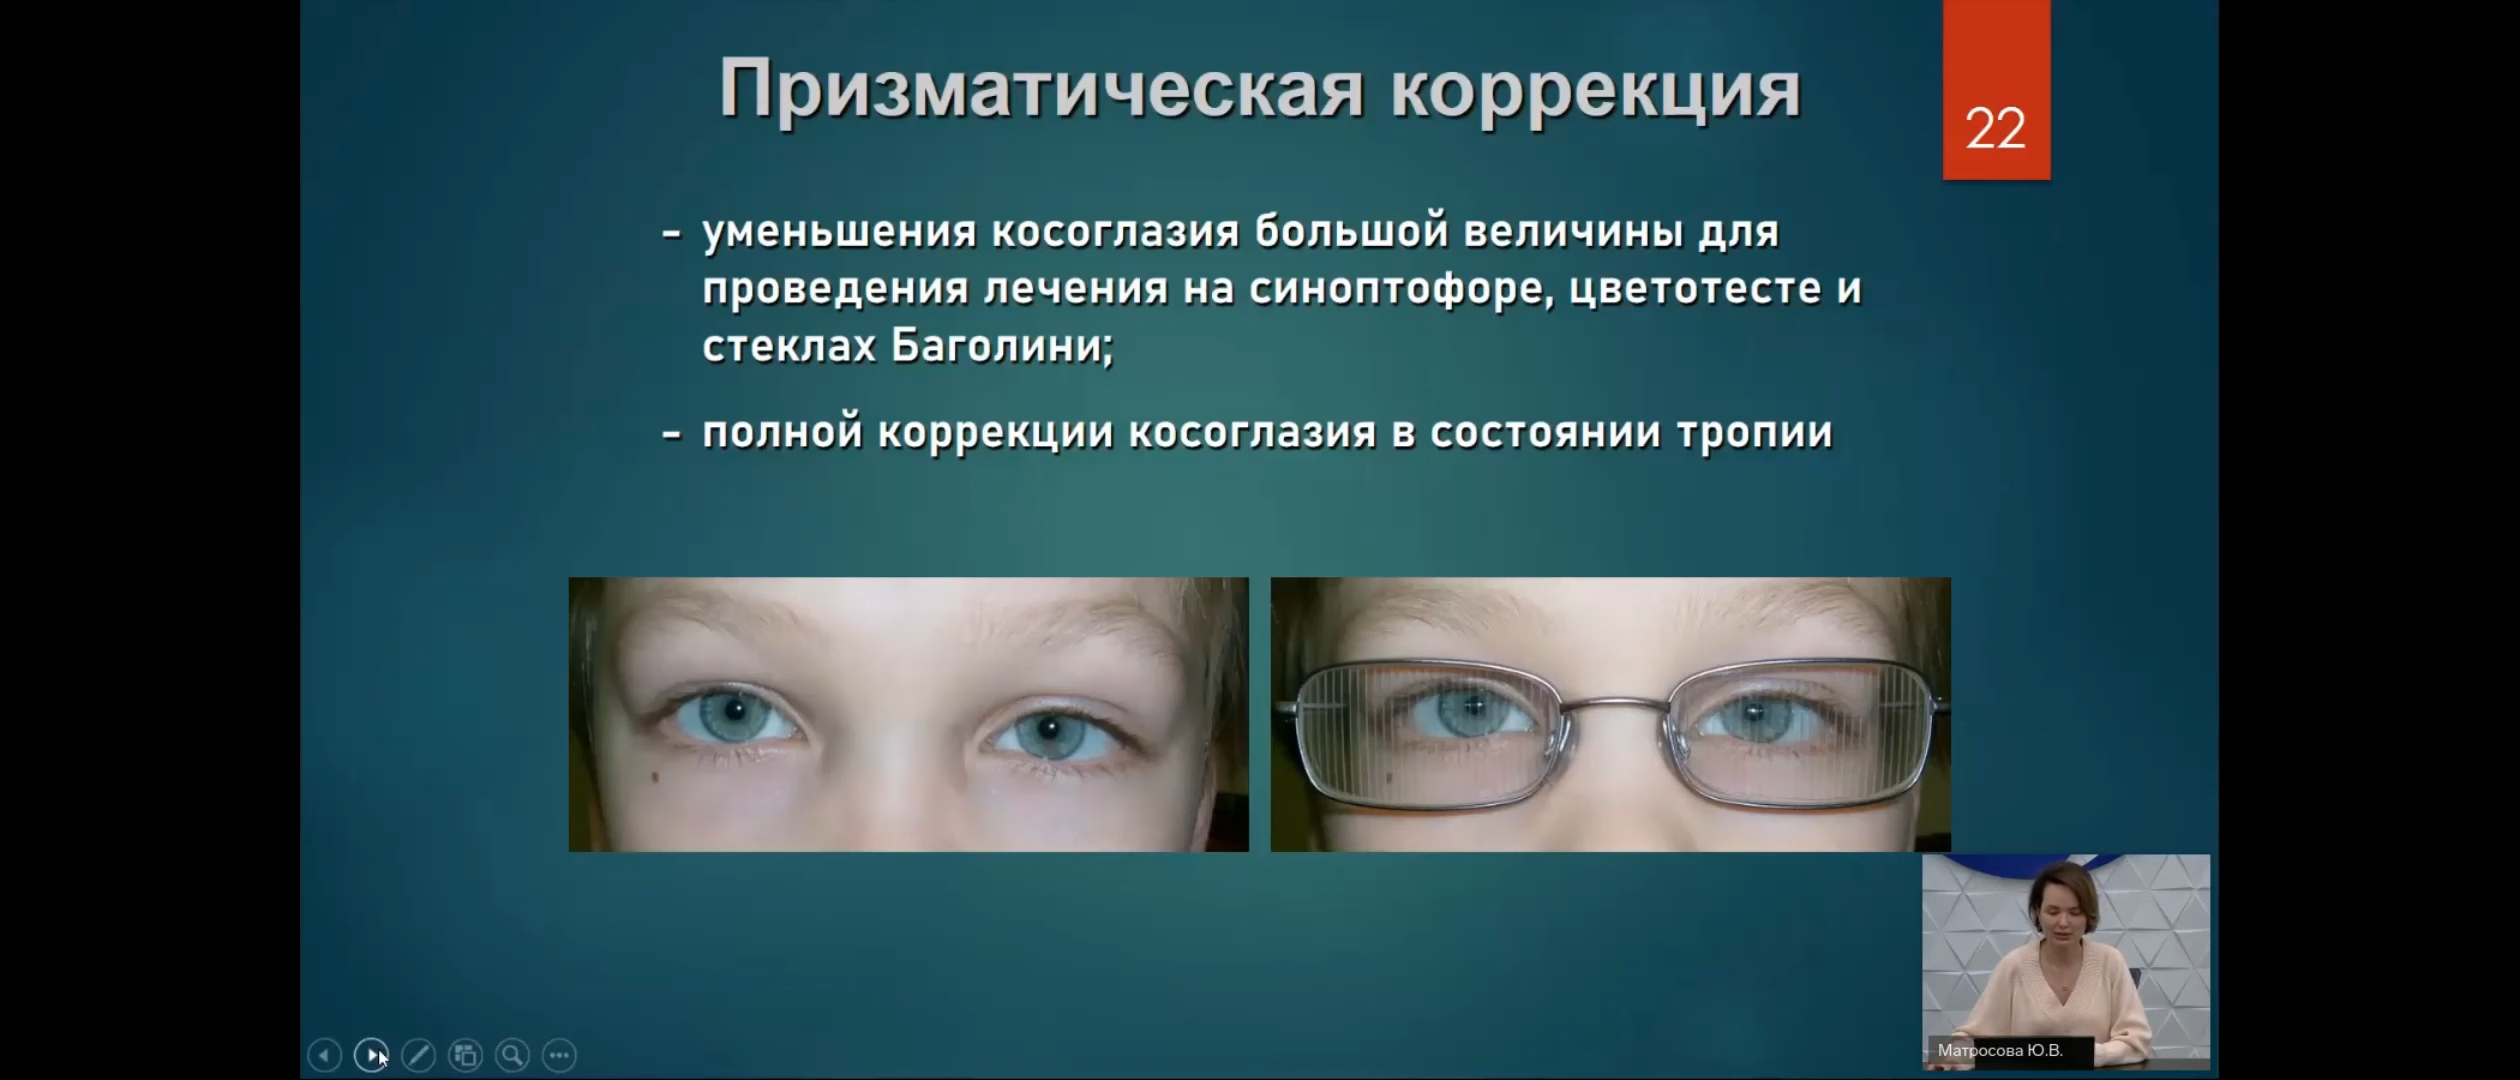 Призматическая коррекция
22
- уменьшения косоглазия большой величины для
проведения лечения на синоптофоре, цветотесте и
стеклах Баголини;
- полной коррекции косоглазия в состоянии тропии
Матросова Ю.В.